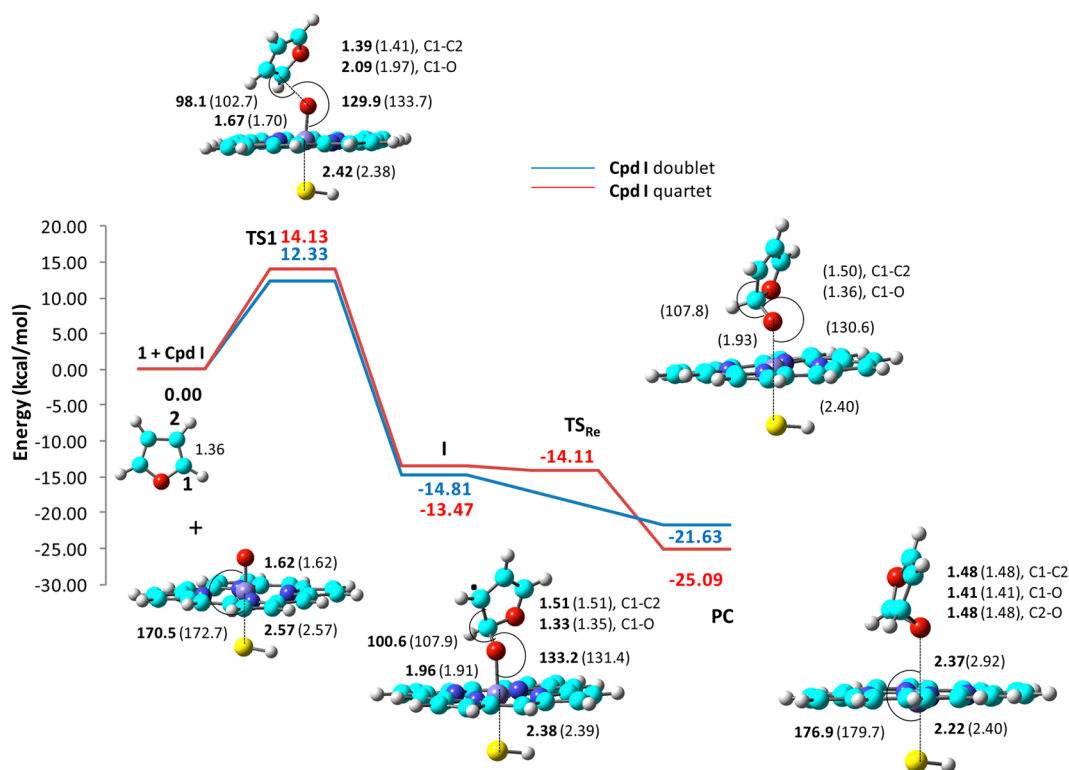 1.39 (1.41), C1-C2
2.09 (1.97), C1-O
98.1 (102.7)
129.9 (133.7)
1.67 (1.70)
2.42 (2.38)
Cpd I doublet
Cpd I quartet
Energy (kcal/mol)
20.00
15.00
10.00
5.00
0.00
-5.00
-10.00
-15.00
-20.00
-25.00
-30.00
TS1 14.13
12.33
1 + Cpd I
0.00
2
1.36
1
+
1.62 (1.62)
170.5 (172.7)
2.57 (2.57)
I
-14.81
-13.47
1.51 (1.51), C1-C2
1.33 (1.35), C1-O
100.6 (107.9)
133.2 (131.4)
1.96 (1.91)
2.38 (2.39)
TSRe
-14.11
(1.50), C1-C2
(1.36), C1-O
(107.8)
(130.6)
(1.93)
(2.40)
-21.63
-25.09
PC
1.48 (1.48), C1-C2
1.41 (1.41), C1-O
1.48 (1.48), C2-O
2.37 (2.92)
176.9 (179.7)
2.22 (2.40)